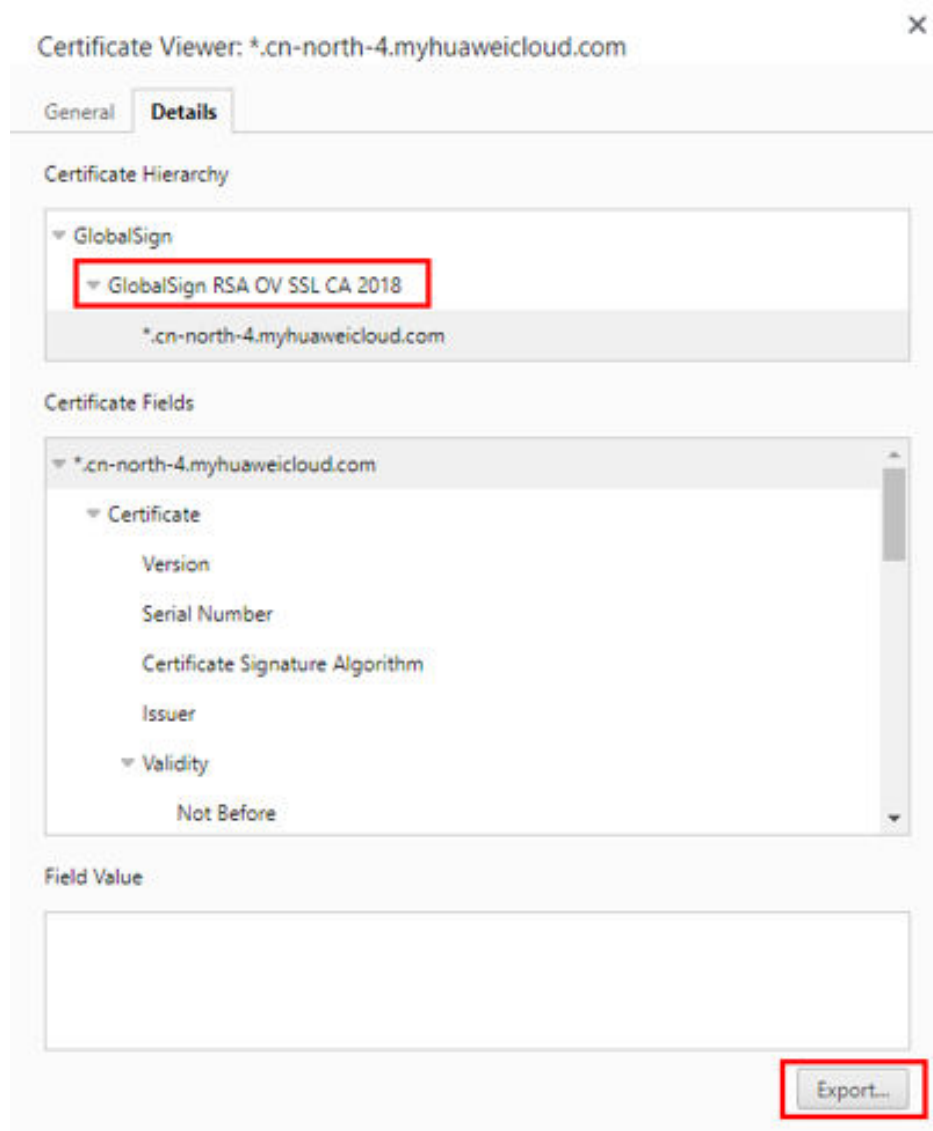 Certificate Viewer: *.cn-north-4.myhuaweicloud.com
General Details
Certificate Hierarchy
GlobalSign
GlobalSign RSA OV SSL CA 2018
*.cn-north-4.myhuaweicloud.com
Certificate Fields
*.cn-north-4.myhuaweicloud.com
Certificate
Version
Serial Number
Certificate Signature Algorithm
Issuer
Validity
Not Before
Field Value
Export...